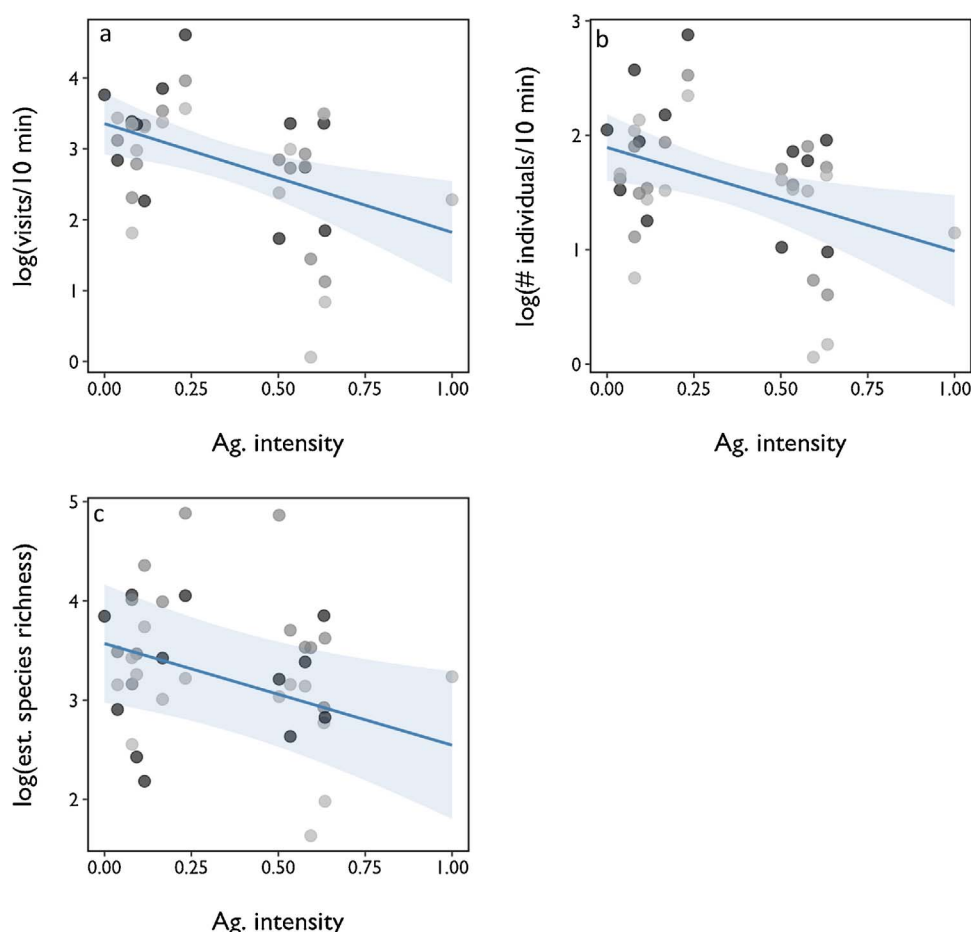 a
log(visits/10 min)
4
3
2
1
0
0.00 0.25 0.50 0.75 1.00
Ag. intensity
b
log(# individuals/10 min)
3
2
1
0
0.00 0.25 0.50 0.75 1.00
Ag. intensity
c
log(est. species richness)
5
4
3
2
0.00 0.25 0.50 0.75 1.00
Ag. intensity